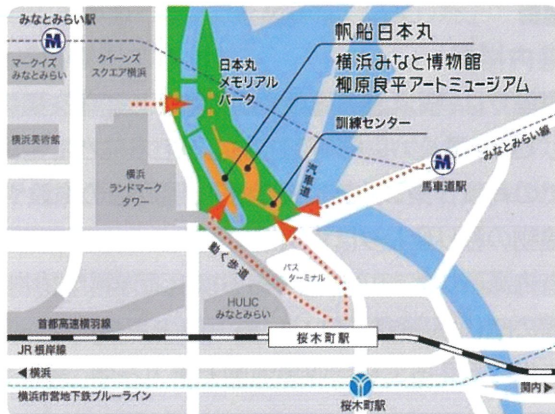 みなとみらい駅
M
マークイズ
みなとみらい
クイーンズ
スクエア横浜
日本丸
メモリアル
パーク
帆船日本丸
横浜みなと博物館
柳原良平アートミュージアム
訓練センター
横浜美術館
横浜
ランドマーク
タワー
汽車道
M
馬車道駅
みなとみらい線
動く歩道
バス
ターミナル
HULIC
みなとみらい
首都高速横羽線
桜木町駅
JR根岸線
◀横浜
関内▶
横浜市営地下鉄ブルーライン
桜木町駅